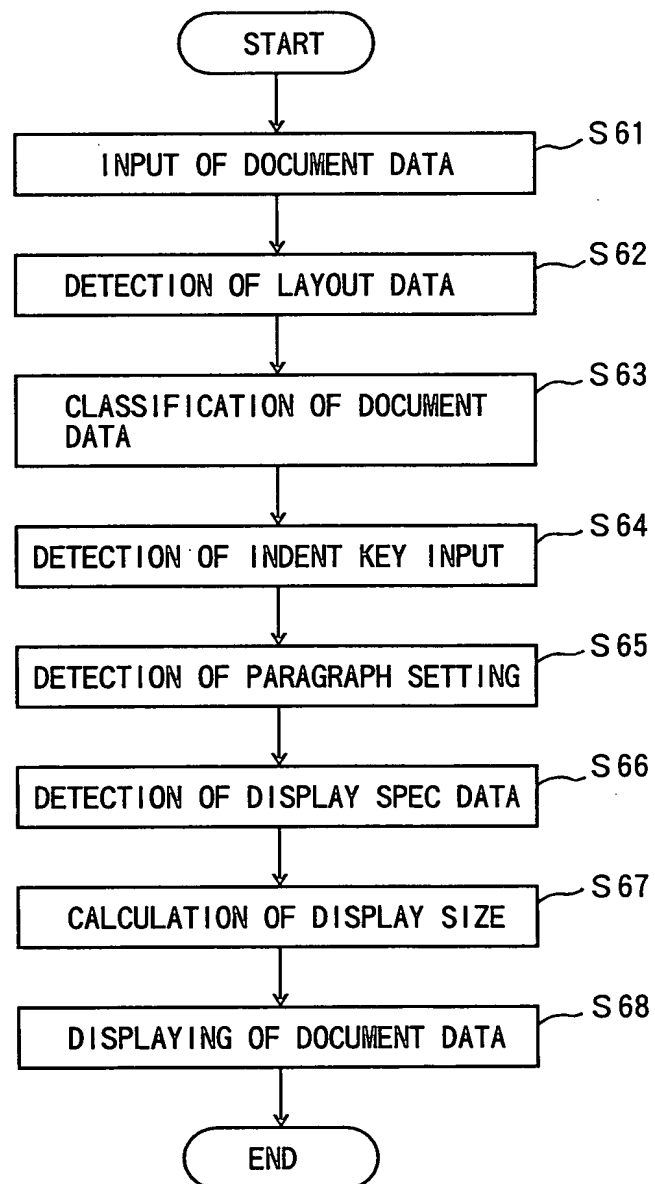 START
INPUT OF DOCUMENT DATA
S61
DETECTION OF LAYOUT DATA
S62
CLASSIFICATION OF DOCUMENT
DATA
S63
DETECTION OF INDENT KEY INPUT
S64
DETECTION OF PARAGRAPH SETTING
S65
DETECTION OF DISPLAY SPEC DATA
S66
CALCULATION OF DISPLAY SIZE
S67
DISPLAYING OF DOCUMENT DATA
S68
END